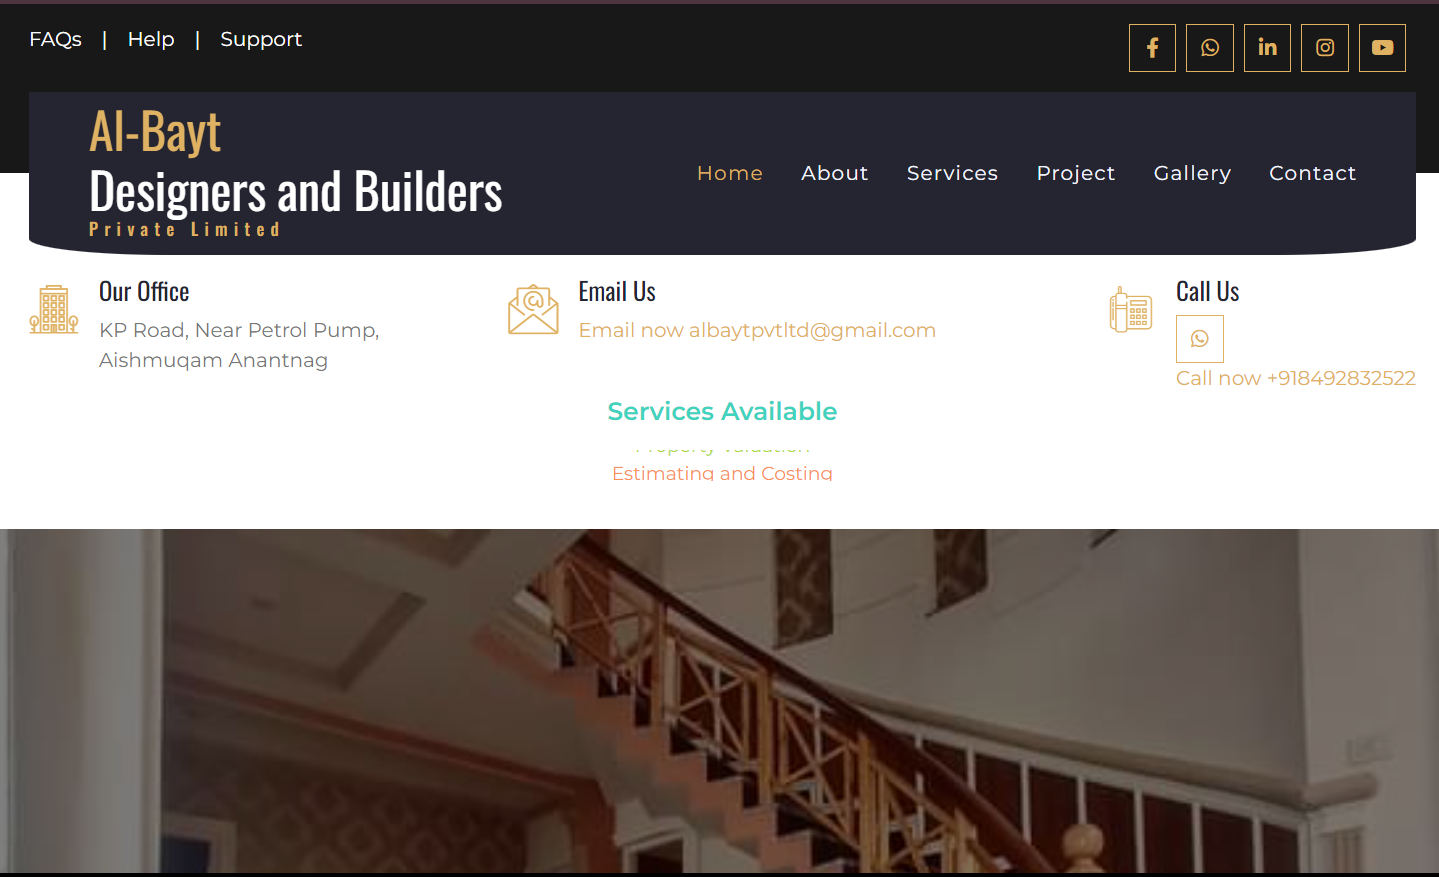 FAQs | Help | Support
Al-Bayt
Designers and Builders
Private Limited
Home About Services Project Gallery Contact
Our Office
KP Road, Near Petrol Pump,
Aishmuqam Anantnag
Email Us
Email now albaytpvtltd@gmail.com
Call Us
Call now +918492832522
Services Available
Property Valuation
Estimating and Costing